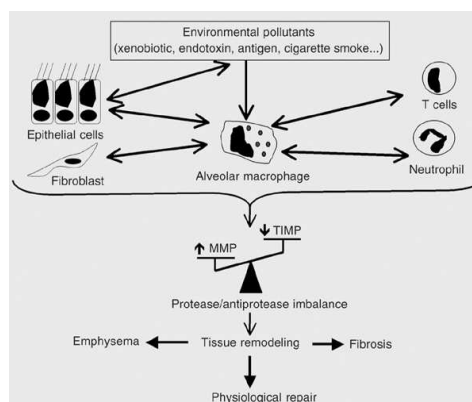 Environmental pollutants
(xenobiotic, endotoxin, antigen, cigarette smoke...)
T cells
Epithelial cells
Neutrophil
Alveolar macrophage
Fibroblast
TIMP
MMP
Protease/antiprotease imbalance
Emphysema
Tissue remodeling
Fibrosis
Physiological repair